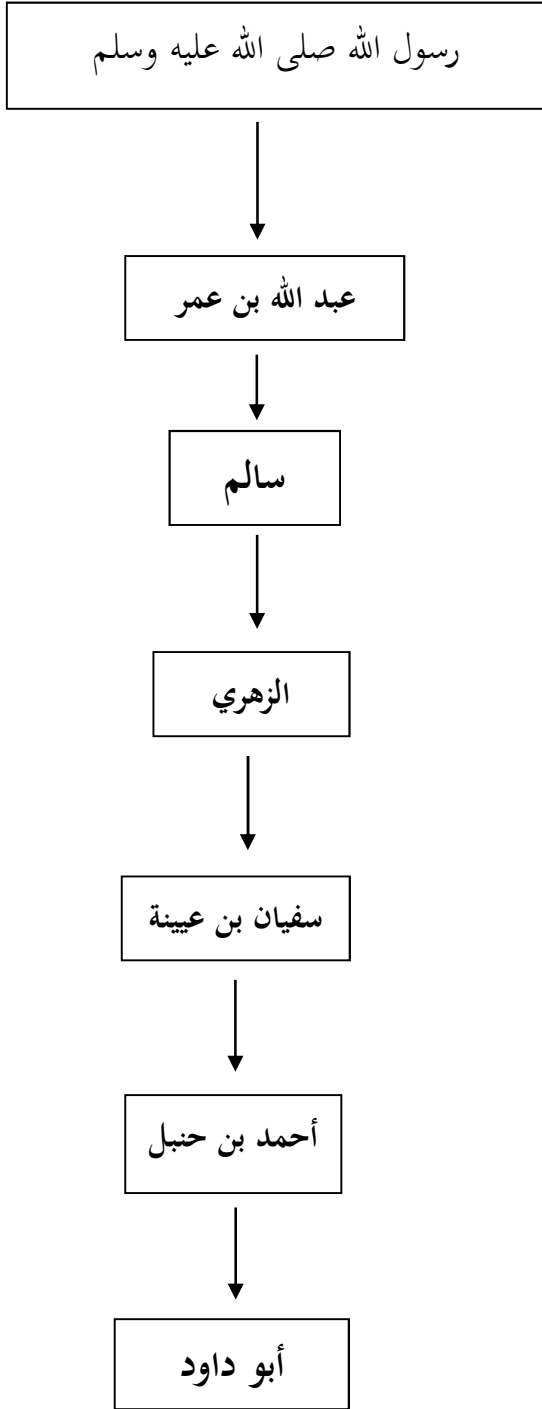 رسول الله صلى الله عليه وسلم
عبد الله بن عمر
سالم
الزهري
سفيان بن عيينة
أحمد بن حنبل
أبو داود